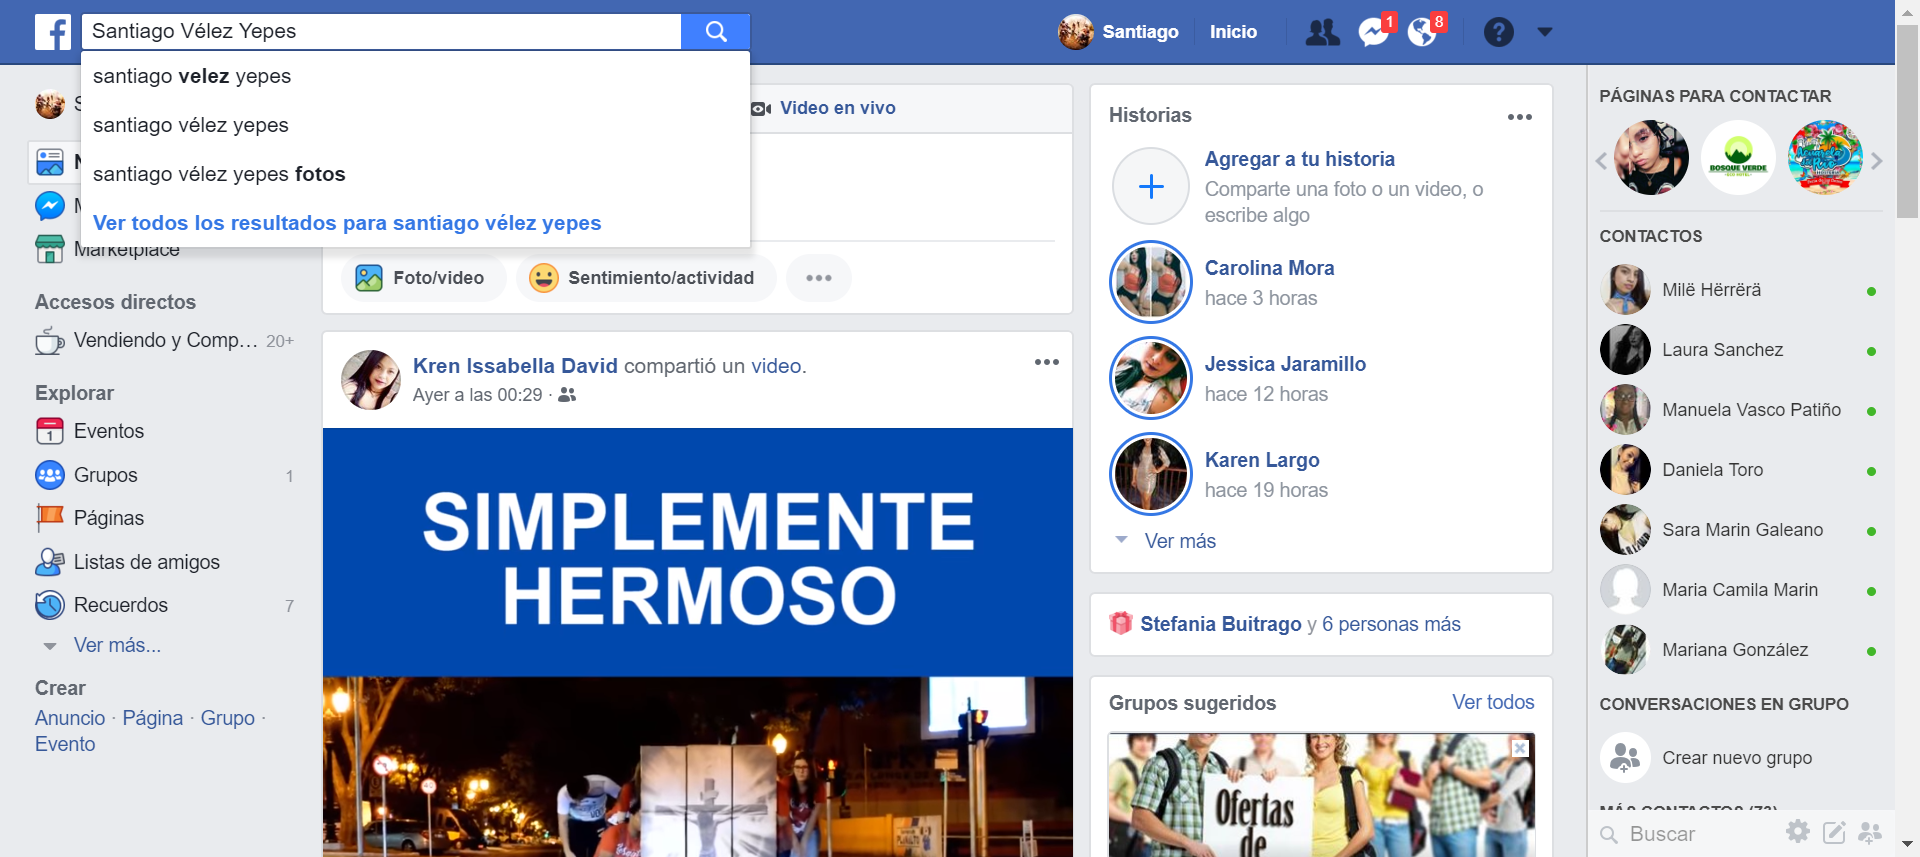 Santiago Vélez Yepes
Santiago
Inicio
1
8
santiago velez yepes
santiago vélez yepes
santiago vélez yepes fotos
Ver todos los resultados para santiago vélez yepes
Marketplace
Accesos directos
Vendiendo y Comp... 20+
Explorar
1
Eventos
Grupos 1
Páginas
Listas de amigos
Recuerdos 7
Ver más...
Crear
Anuncio · Página · Grupo ·
Evento
Video en vivo
Foto/video
Sentimiento/actividad
Kren Issabella David compartió un video.
Ayer a las 00:29 ·
SIMPLEMENTE
HERMOSO
Historias
Agregar a tu historia
Comparte una foto o un video, o
escribe algo
Carolina Mora
hace 3 horas
Jessica Jaramillo
hace 12 horas
Karen Largo
hace 19 horas
Ver más
Stefania Buitrago y 6 personas más
Grupos sugeridos
Ver todos
Ofertas
de
PÁGINAS PARA CONTACTAR
BOSQUE VERDE
CONTACTOS
Milë Hërrërä
Laura Sanchez
Manuela Vasco Patiño
Daniela Toro
Sara Marin Galeano
Maria Camila Marin
Mariana González
CONVERSACIONES EN GRUPO
Crear nuevo grupo
MÁS CONTACTOS (73)
Buscar